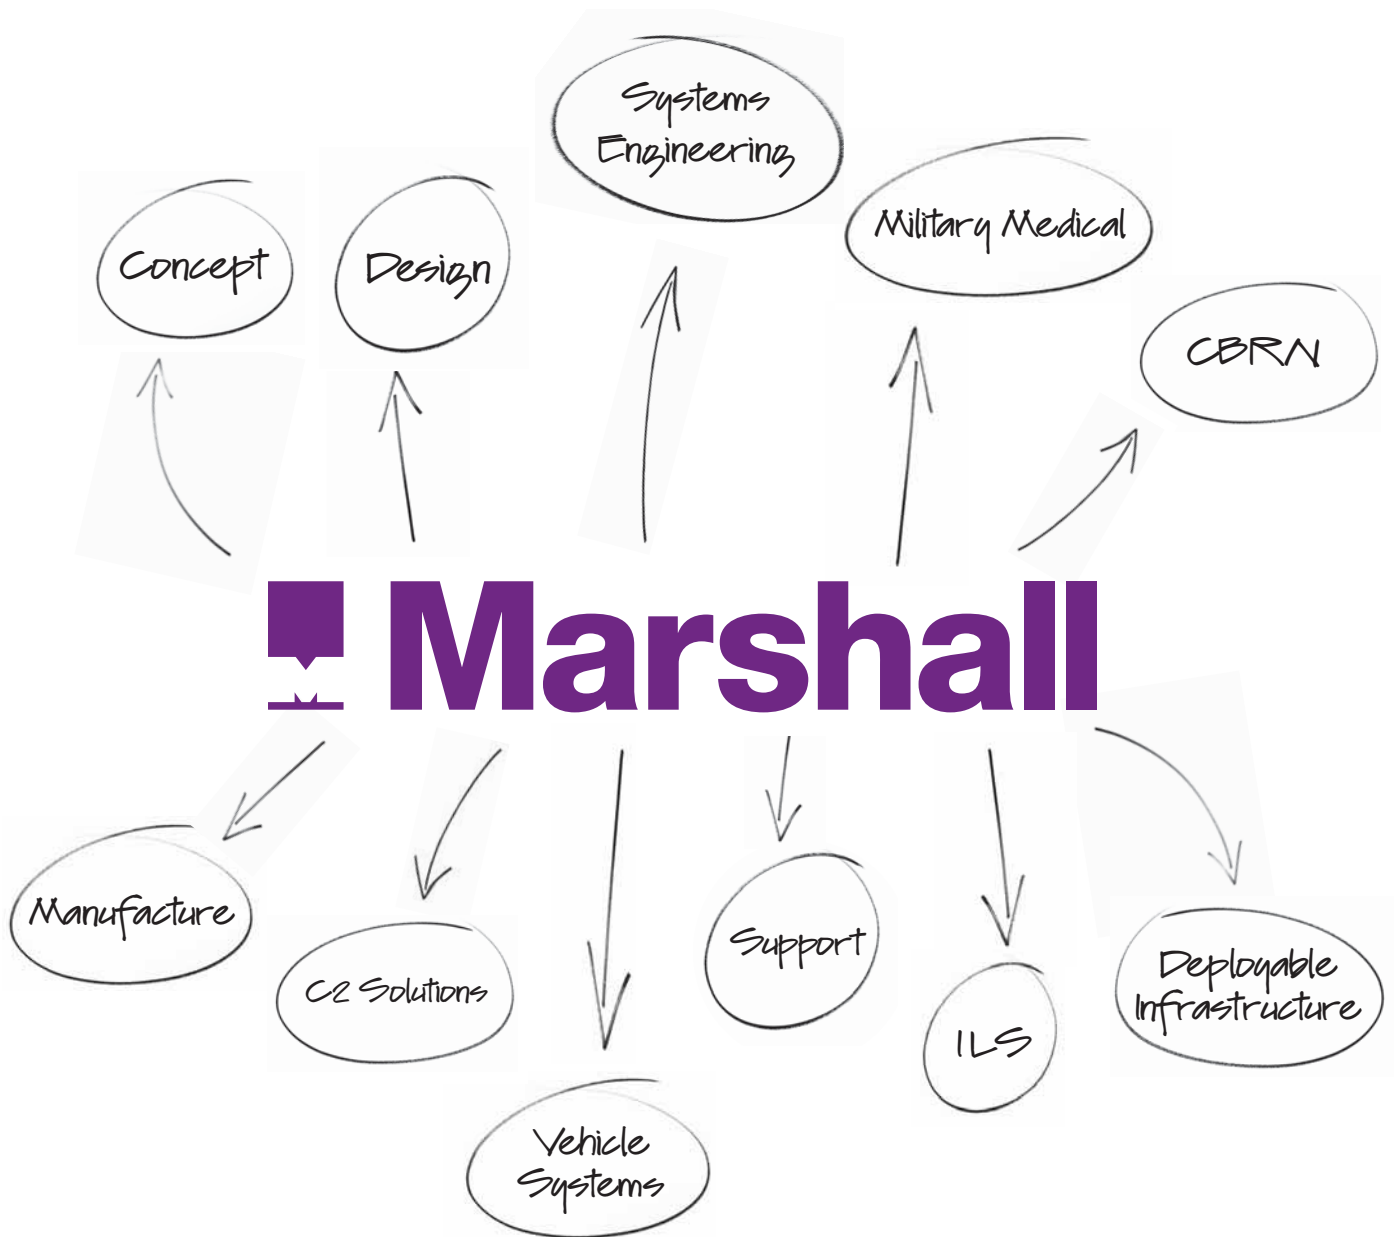 Systems
Engineering
Military Medical
Concept
Design
CBRN
Marshall
Manufacture
C2 Solutions
Support
Deployable
Infrastructure
ILS
Vehicle
Systems